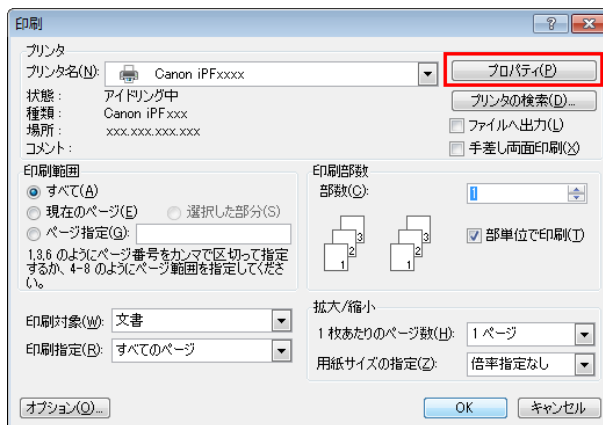 印刷
プリンタ
プリンタ名(N): Canon iPFxxxx プロパティ(P)
状態: アイドリング中 プリンタの検索(D)...
種類: Canon iPFxxx
場所: xxx.xxx.xxx.xxx ファイルへ出力(L)
コメント: 手差し両面印刷(X)
印刷範囲
すべて(A)
現在のページ(E) 選択した部分(S)
ページ指定(G):
1,3,6 のようにページ番号をカンマで区切って指定
するか、4-8 のようにページ範囲を指定してくださ
い。
印刷部数
部数(C): 1
3 3
2 2
1 1
部単位で印刷(T)
印刷対象(W): 文書
印刷指定(R): すべてのページ
拡大/縮小
1 枚あたりのページ数(H): 1 ページ
用紙サイズの指定(Z): 倍率指定なし
オプション(O)... OK キャンセル